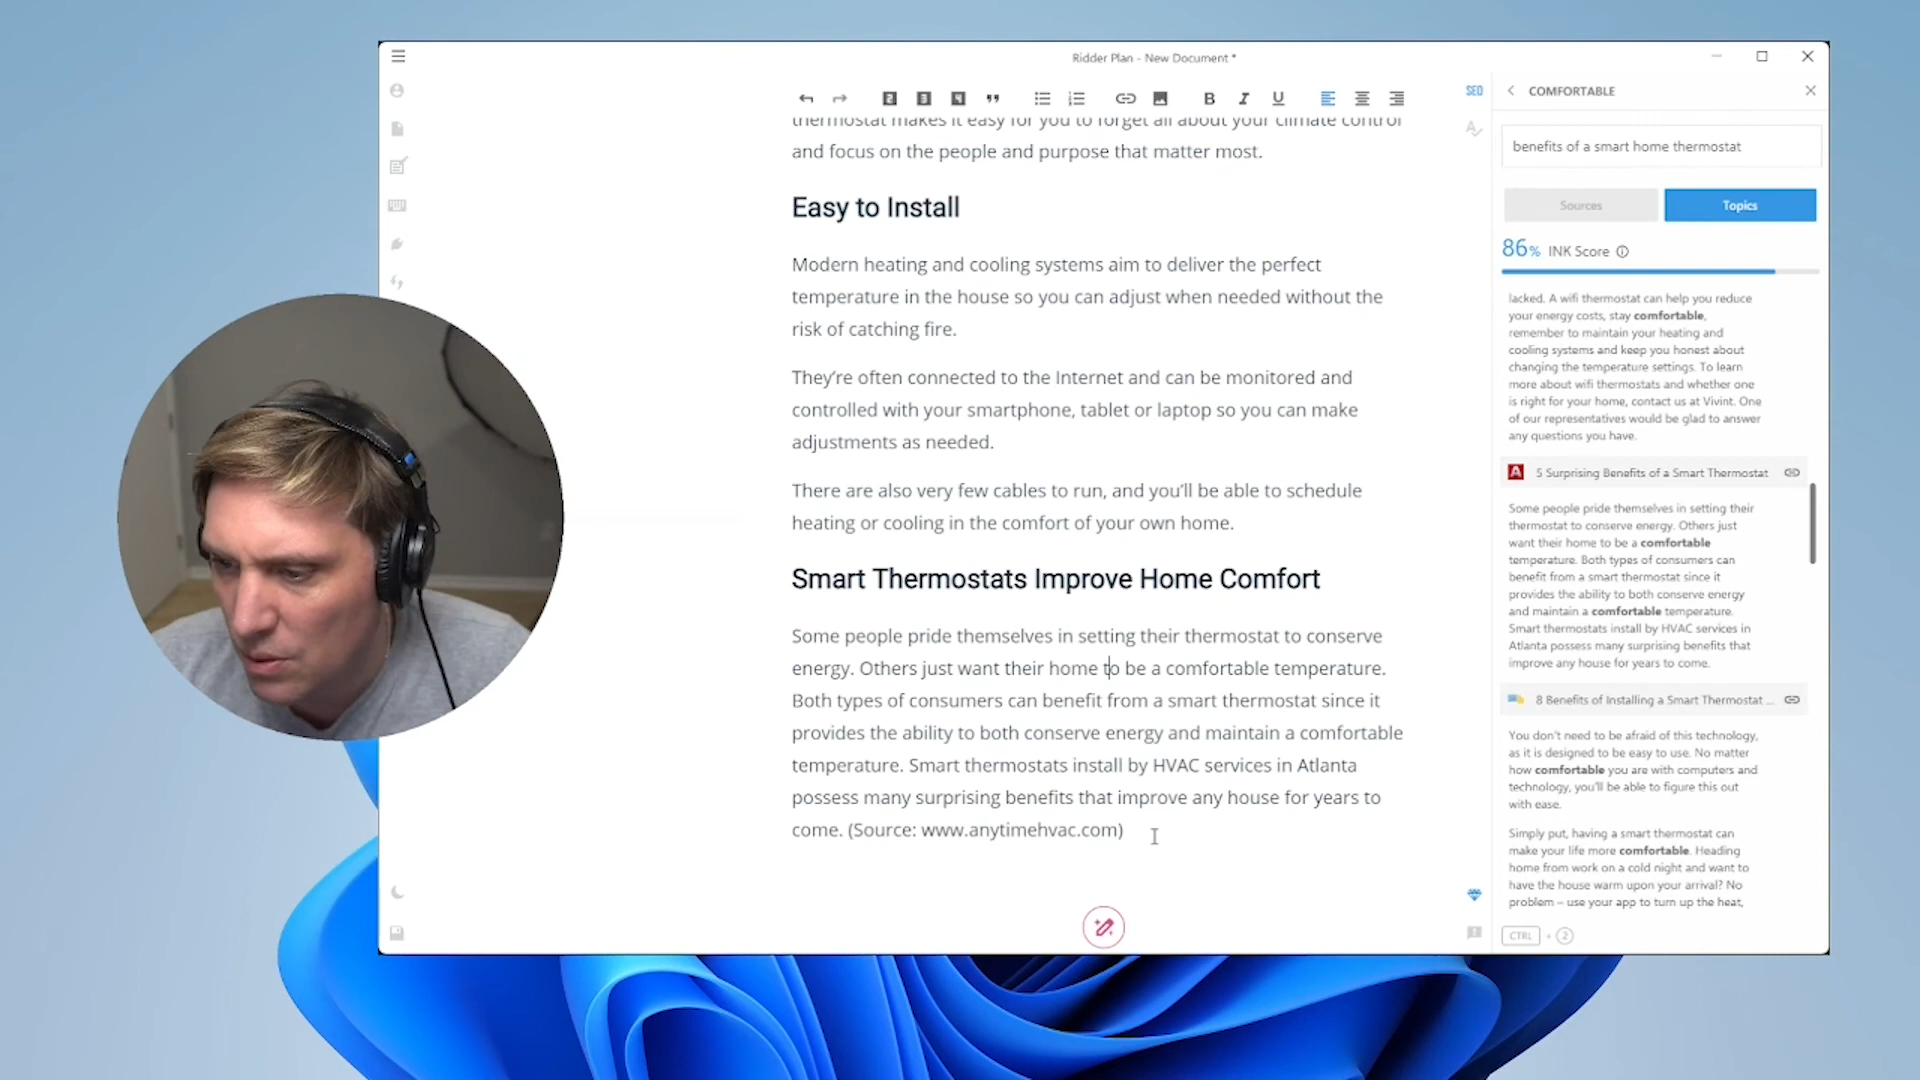 Ridder Plan - New Document *
thermostat makes it easy for you to forget all about your climate control
and focus on the people and purpose that matter most.
Easy to Install
Modern heating and cooling systems aim to deliver the perfect
temperature in the house so you can adjust when needed without the
risk of catching fire.
They're often connected to the Internet and can be monitored and
controlled with your smartphone, tablet or laptop so you can make
adjustments as needed.
There are also very few cables to run, and you'll be able to schedule
heating or cooling in the comfort of your own home.
Smart Thermostats Improve Home Comfort
Some people pride themselves in setting their thermostat to conserve
energy. Others just want their home to be a comfortable temperature.
Both types of consumers can benefit from a smart thermostat since it
provides the ability to both conserve energy and maintain a comfortable
temperature. Smart thermostats install by HVAC services in Atlanta
possess many surprising benefits that improve any house for years to
come. (Source: www.anytimehvac.com)
SEO
COMFORTABLE
benefits of a smart home thermostat
Sources
Topics
86% INK Score
lacked. A wifi thermostat can help you reduce
your energy costs, stay comfortable,
remember to maintain your heating and
cooling systems and keep you honest about
changing the temperature settings. To learn
more about wifi thermostats and whether one
is right for your home, contact us at Vivint. One
of our representatives would be glad to answer
any questions you have.
A 5 Surprising Benefits of a Smart Thermostat
Some people pride themselves in setting their
thermostat to conserve energy. Others just
want their home to be a comfortable
temperature. Both types of consumers can
benefit from a smart thermostat since it
provides the ability to both conserve energy
and maintain a comfortable temperature.
Smart thermostats install by HVAC services in
Atlanta possess many surprising benefits that
improve any house for years to come.
8 Benefits of Installing a Smart Thermostat ...
You don't need to be afraid of this technology,
as it is designed to be easy to use. No matter
how comfortable you are with computers and
technology, you'll be able to figure this out
with ease.
Simply put, having a smart thermostat can
make your life more comfortable. Heading
home from work on a cold night and want to
have the house warm upon your arrival? No
problem – use your app to turn up the heat,
CTRL + 2